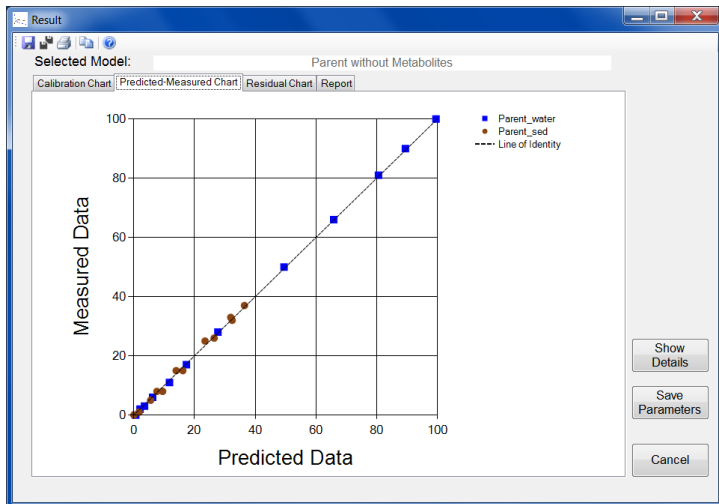 Result
Selected Model: Parent without Metabolites
Calibration Chart Predicted-Measured Chart Residual Chart Report
100
80
60
40
20
0
Measured Data
0 20 40 60 80 100
Predicted Data
Parent_water
Parent_sed
Line of Identity
Show
Details
Save
Parameters
Cancel